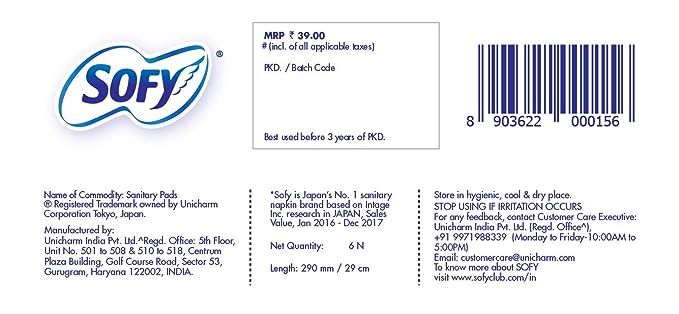 SOFY
®
MRP ₹ 39.00
# (incl. of all applicable taxes)
PKD. / Batch Code
Best used before 3 years of PKD.
8 903622 000156
Name of Commodity: Sanitary Pads
® Registered Trademark owned by Unicharm
Corporation Tokyo, Japan.
Manufactured by:
Unicharm India Pvt. Ltd.^Regd. Office: 5th Floor,
Unit No. 501 to 508 & 510 to 518, Centrum
Plaza Building, Golf Course Road, Sector 53,
Gurugram, Haryana 122002, INDIA.
*Sofy is Japan's No. 1 sanitary
napkin brand based on Intage
Inc. research in JAPAN, Sales
Value, Jan 2016 - Dec 2017
Net Quantity: 6 N
Length: 290 mm / 29 cm
Store in hygienic, cool & dry place.
STOP USING IF IRRITATION OCCURS
For any feedback, contact Customer Care Executive:
Unicharm India Pvt. Ltd. (Regd. Office^),
+91 9971988339 (Monday to Friday-10:00AM to
5:00PM)
Email: customercare@unicharm.com
To know more about SOFY
visit www.sofyclub.com/in